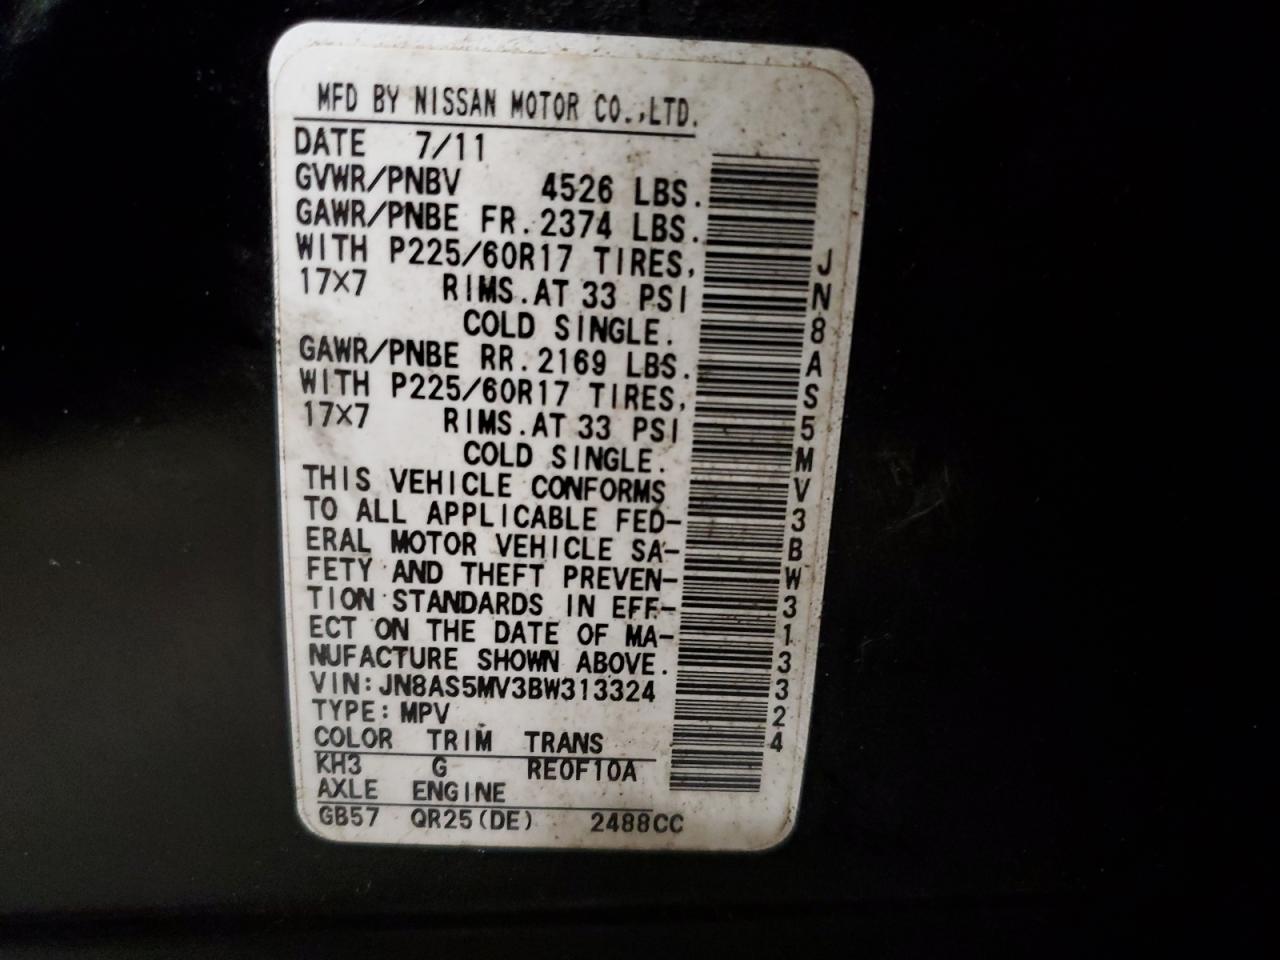 MFD BY NISSAN MOTOR CO.,LTD.
DATE 7/11
GVWR/PNBV 4526 LBS.
GAWR/PNBE FR. 2374 LBS.
WITH P225/60R17 TIRES,
17X7 RIMS. AT 33 PSI
COLD SINGLE.
GAWR/PNBE RR. 2169 LBS.
WITH P225/60R17 TIRES,
17X7 RIMS. AT 33 PSI
COLD SINGLE.
THIS VEHICLE CONFORMS
TO ALL APPLICABLE FED-
ERAL MOTOR VEHICLE SA-
FETY AND THEFT PREVEN-
TION STANDARDS IN EFF-
ECT ON THE DATE OF MA-
NUFACTURE SHOWN ABOVE.
VIN: JN8AS5MV3BW313324
TYPE: MPV
COLOR TRIM TRANS
KH3 G RE0F10A
AXLE ENGINE
GB57 QR25(DE) 2488CC
JN8AS5MV3BW313324